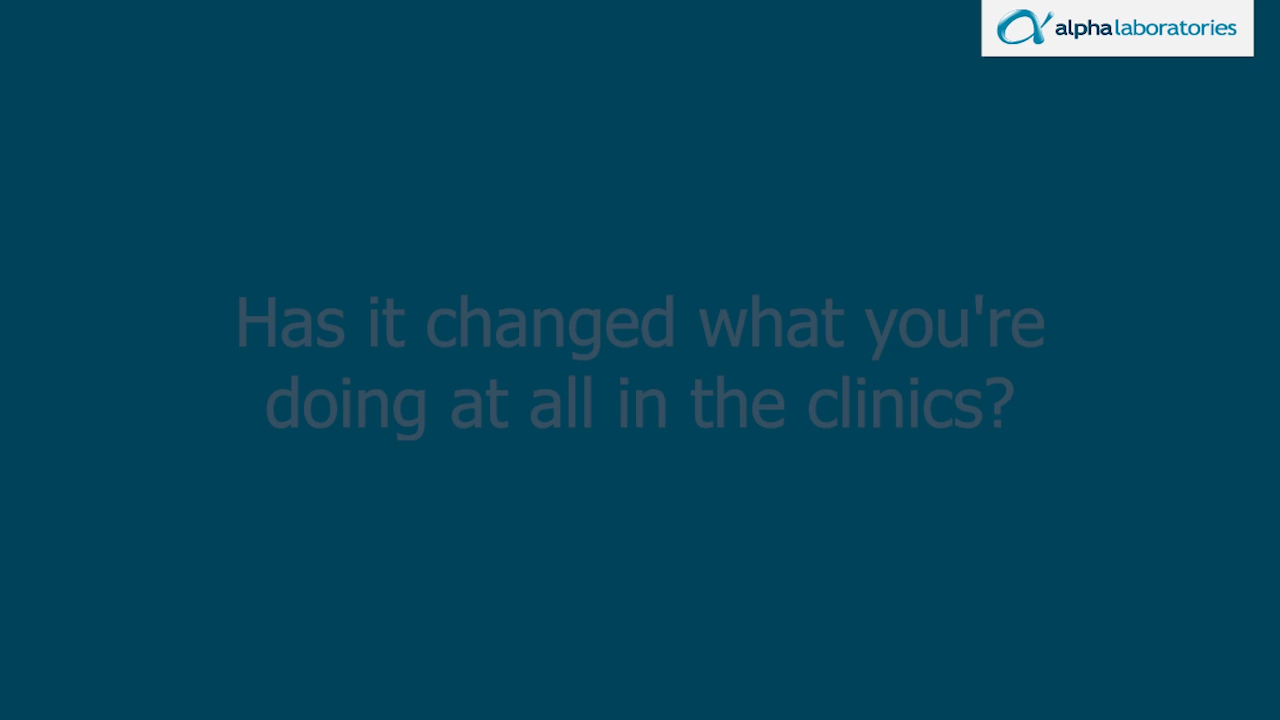 alphalaboratories
Has it changed what you're
doing at all in the clinics?